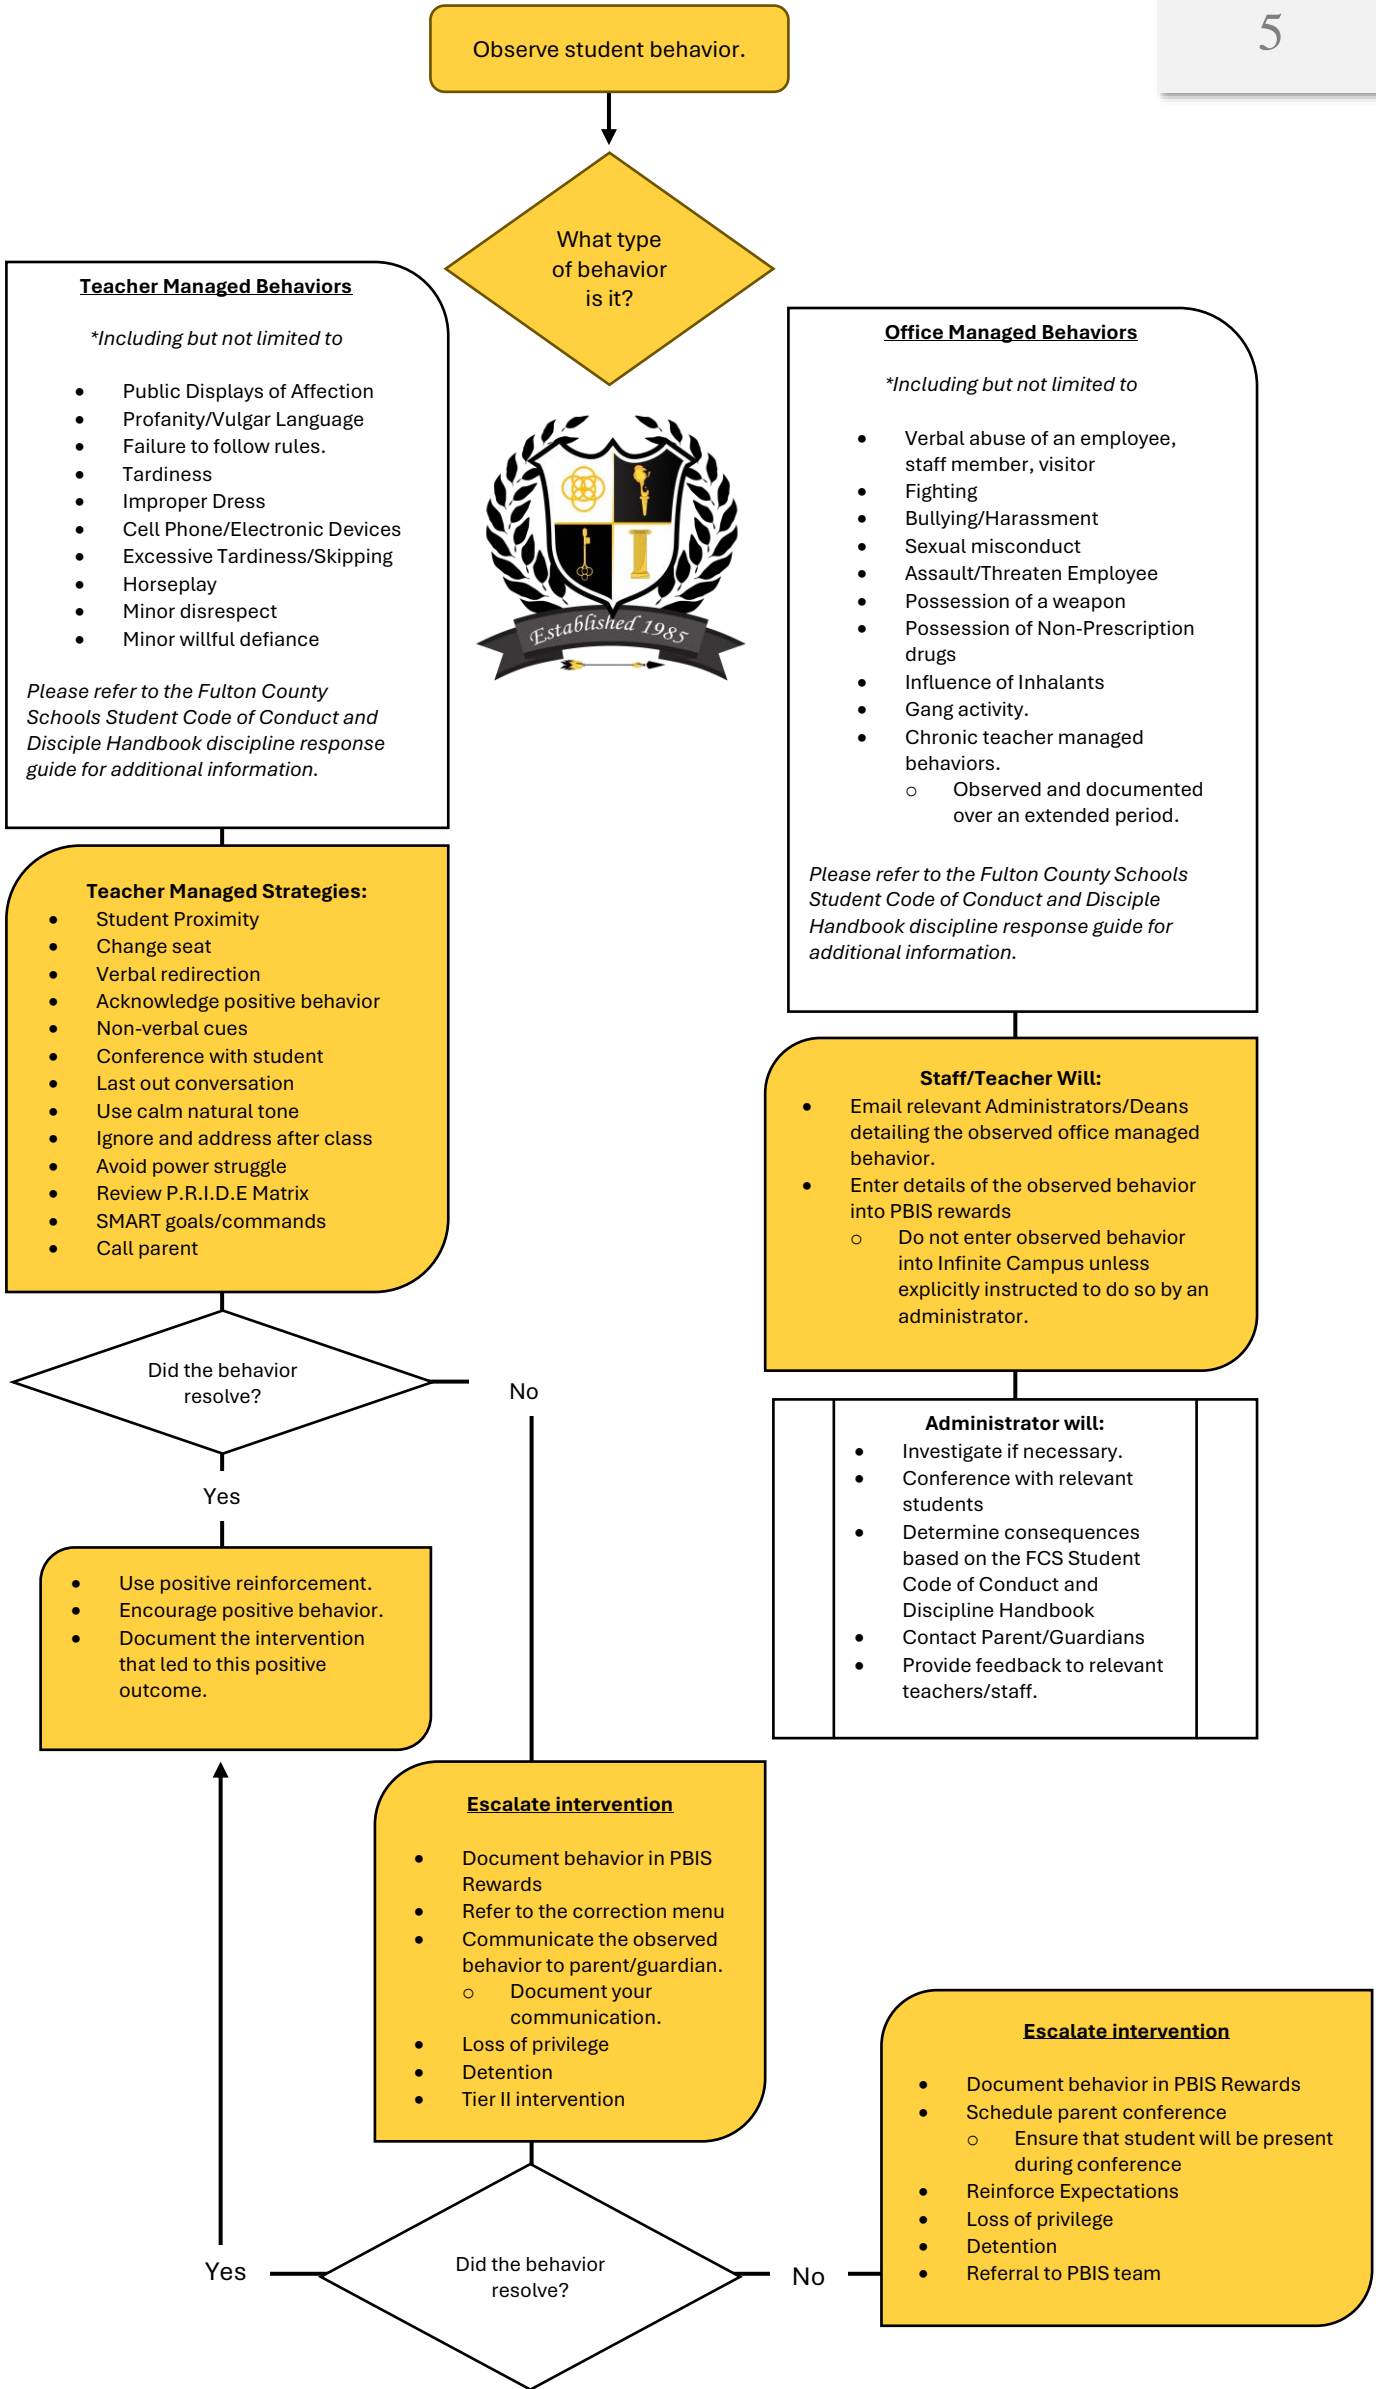 5
Observe student behavior.
What type
of behavior
is it?
Teacher Managed Behaviors
*Including but not limited to
• Public Displays of Affection
• Profanity/Vulgar Language
• Failure to follow rules.
• Tardiness
• Improper Dress
• Cell Phone/Electronic Devices
• Excessive Tardiness/Skipping
• Horseplay
• Minor disrespect
• Minor willful defiance
Please refer to the Fulton County
Schools Student Code of Conduct and
Disciple Handbook discipline response
guide for additional information.
Established 1985
Office Managed Behaviors
*Including but not limited to
• Verbal abuse of an employee,
staff member, visitor
• Fighting
• Bullying/Harassment
• Sexual misconduct
• Assault/Threaten Employee
• Possession of a weapon
• Possession of Non-Prescription
drugs
• Influence of Inhalants
• Gang activity.
• Chronic teacher managed
behaviors.
o Observed and documented
over an extended period.
Please refer to the Fulton County Schools
Student Code of Conduct and Disciple
Handbook discipline response guide for
additional information.
Teacher Managed Strategies:
• Student Proximity
• Change seat
• Verbal redirection
• Acknowledge positive behavior
• Non-verbal cues
• Conference with student
• Last out conversation
• Use calm natural tone
• Ignore and address after class
• Avoid power struggle
• Review P.R.I.D.E Matrix
• SMART goals/commands
• Call parent
Staff/Teacher Will:
• Email relevant Administrators/Deans
detailing the observed office managed
behavior.
• Enter details of the observed behavior
into PBIS rewards
o Do not enter observed behavior
into Infinite Campus unless
explicitly instructed to do so by an
administrator.
Did the behavior
resolve?
No
Yes
Administrator will:
• Investigate if necessary.
• Conference with relevant
students
• Determine consequences
based on the FCS Student
Code of Conduct and
Discipline Handbook
• Contact Parent/Guardians
• Provide feedback to relevant
teachers/staff.
• Use positive reinforcement.
• Encourage positive behavior.
• Document the intervention
that led to this positive
outcome.
Escalate intervention
• Document behavior in PBIS
Rewards
• Refer to the correction menu
• Communicate the observed
behavior to parent/guardian.
o Document your
communication.
• Loss of privilege
• Detention
• Tier II intervention
Escalate intervention
• Document behavior in PBIS Rewards
• Schedule parent conference
o Ensure that student will be present
during conference
• Reinforce Expectations
• Loss of privilege
• Detention
• Referral to PBIS team
Yes
Did the behavior
resolve?
No